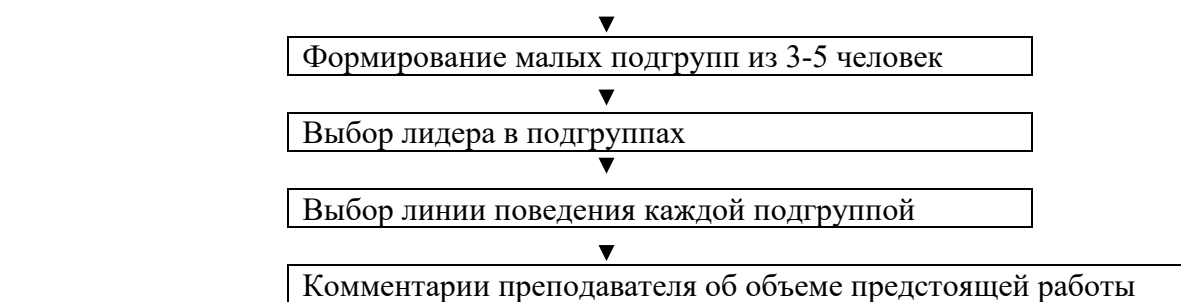 Формирование малых подгрупп из 3-5 человек
Выбор лидера в подгруппах
Выбор линии поведения каждой подгруппой
Комментарии преподавателя об объеме предстоящей работы